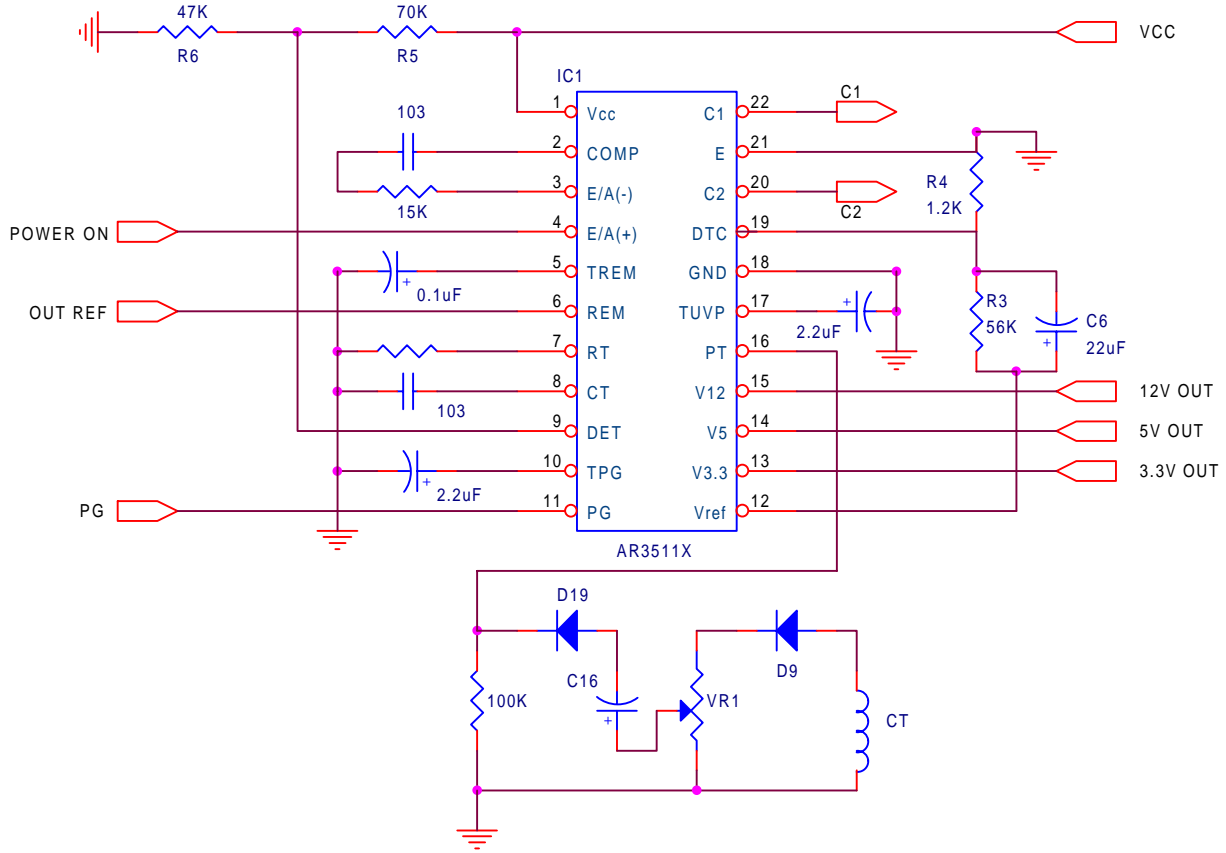 47K
R6
70K
R5
VCC
IC1
1 Vcc
2 COMP
3 E/A(-)
4 E/A(+)
5 TREM
6 REM
7 RT
8 CT
9 DET
10 TPG
11 PG
C1 22
E 21
C2 20
DTC 19
GND 18
TUVP 17
PT 16
V12 15
V5 14
V3.3 13
Vref 12
AR3511X
103
15K
POWER ON
+
0.1uF
OUT REF
103
+
2.2uF
PG
C1
C2
R4
1.2K
+
2.2uF
R3
56K
C6
22uF
+
12V OUT
5V OUT
3.3V OUT
D19
C16
+
100K
VR1
D9
CT